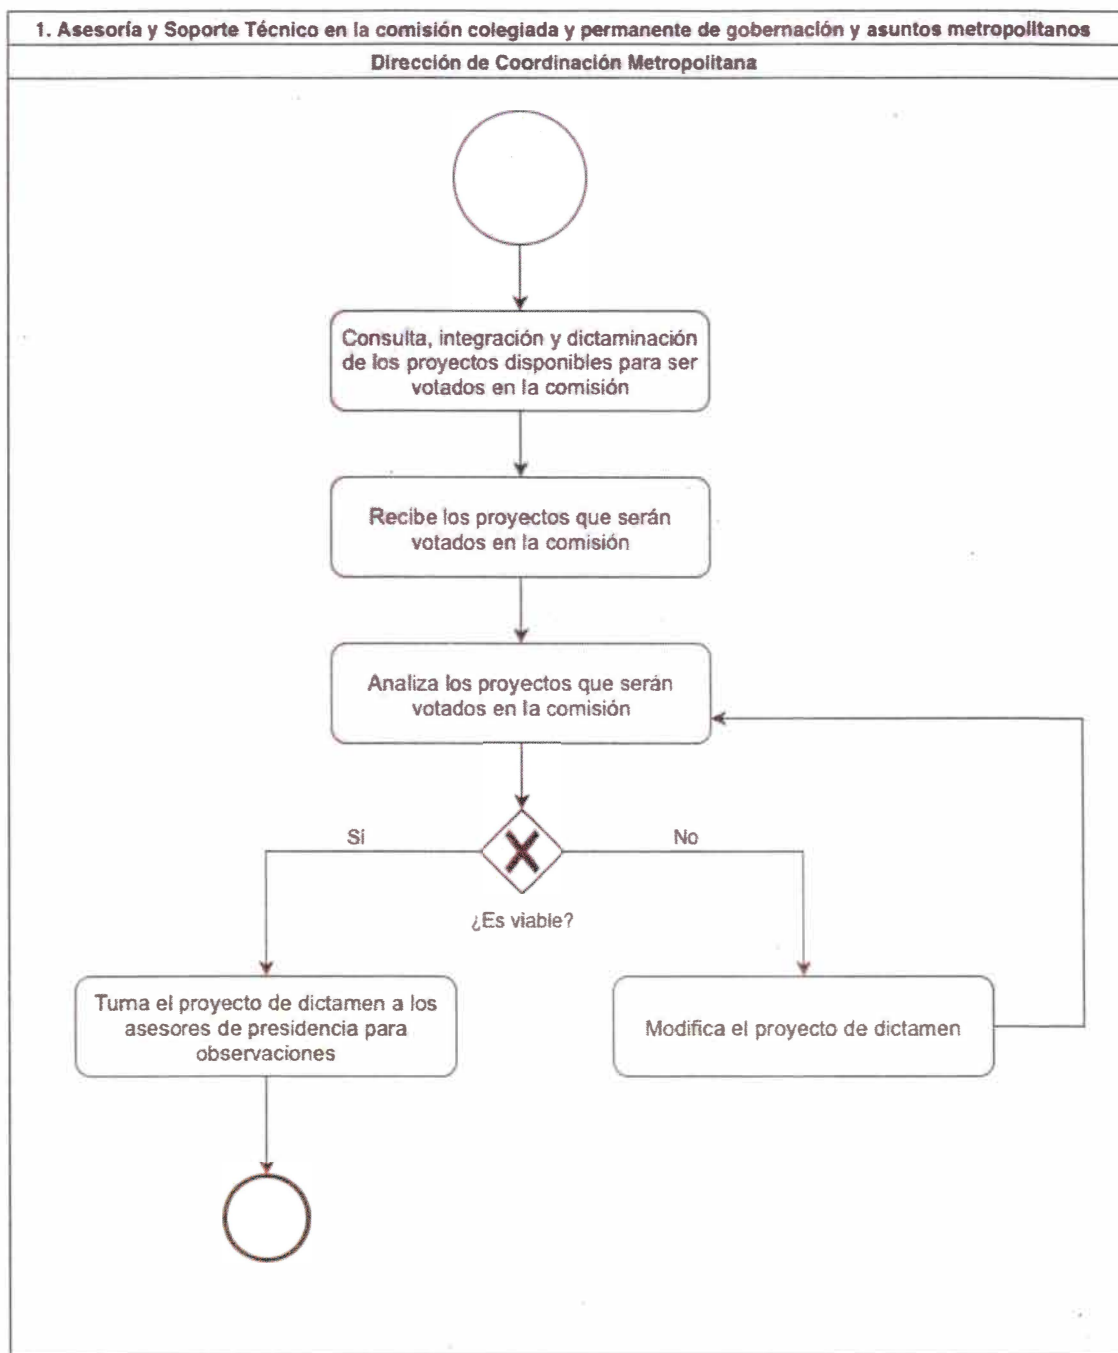 1. Asesoría y Soporte Técnico en la comisión colegiada y permanente de gobernación y asuntos metropolitanos
Dirección de Coordinación Metropolitana
Consulta, integración y dictaminación
de los proyectos disponibles para ser
votados en la comisión
Recibe los proyectos que serán
votados en la comisión
Analiza los proyectos que serán
votados en la comisión
Sí
No
¿Es viable?
Turna el proyecto de dictamen a los
asesores de presidencia para
observaciones
Modifica el proyecto de dictamen